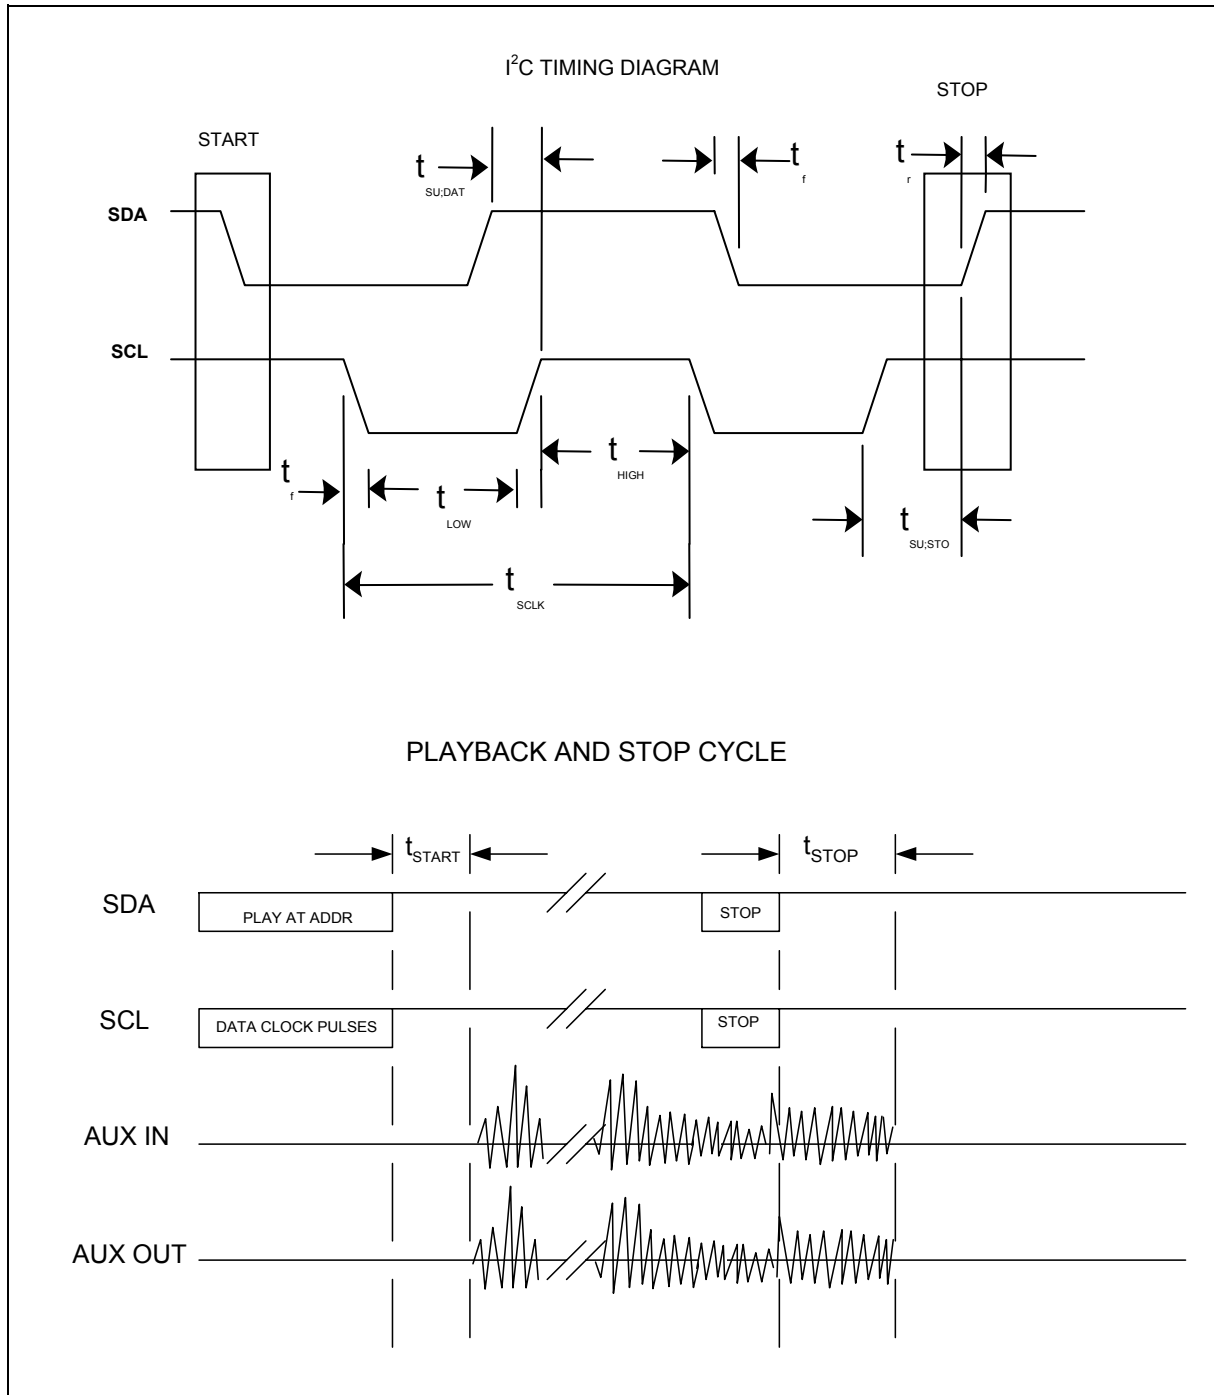 I²C TIMING DIAGRAM
STOP
START
t SU;DAT
t f
t r
SDA
SCL
t HIGH
t f
t LOW
t SU;STO
t SCLK
PLAYBACK AND STOP CYCLE
tSTART
tSTOP
SDA
PLAY AT ADDR
STOP
SCL
DATA CLOCK PULSES
STOP
AUX IN
AUX OUT